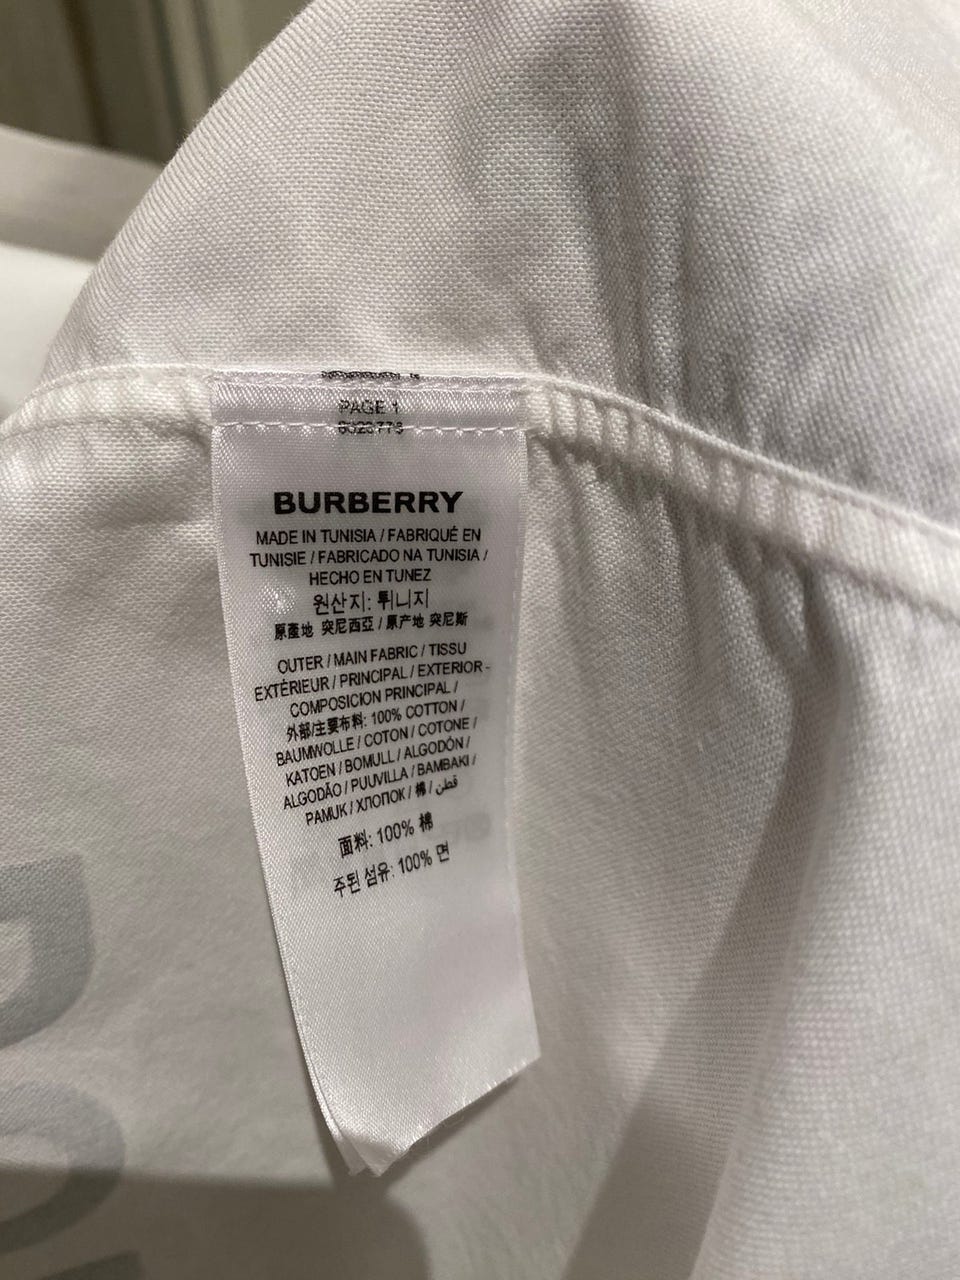 PAGE 1
BURBERRY
MADE IN TUNISIA / FABRIQUÉ EN
TUNISIE / FABRICADO NA TUNISIA /
HECHO EN TUNEZ
원산지: 튀니지
原產地 突尼西亞 / 原产地 突尼斯
OUTER / MAIN FABRIC / TISSU
EXTÉRIEUR / PRINCIPAL / EXTERIOR -
COMPOSICION PRINCIPAL /
外部/主要布料: 100% COTTON /
BAUMWOLLE / COTON / COTONE /
KATOEN / BOMULL / ALGODÓN /
ALGODÃO / PUUVILLA / BAMBAKI /
PAMUK / ХЛОПОК / 棉 / قطن
面料: 100% 棉
주된 섬유: 100% 면